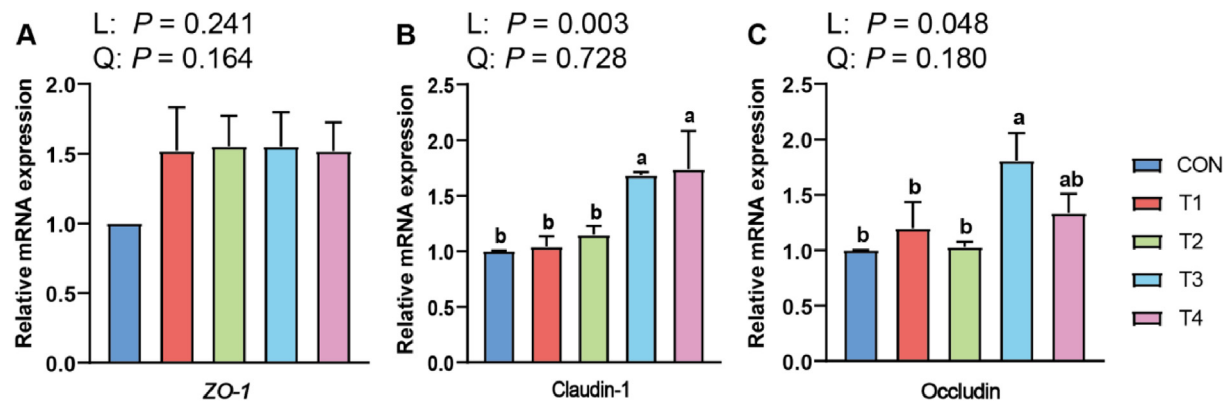 A
L: P = 0.241
Q: P = 0.164
Relative mRNA expression
2.0
1.5
1.0
0.5
0.0
ZO-1
B
L: P = 0.003
Q: P = 0.728
Relative mRNA expression
2.5
2.0
1.5
1.0
0.5
0.0
b
b
b
a
a
Claudin-1
C
L: P = 0.048
Q: P = 0.180
Relative mRNA expression
2.5
2.0
1.5
1.0
0.5
0.0
b
b
b
a
ab
Occludin
CON
T1
T2
T3
T4